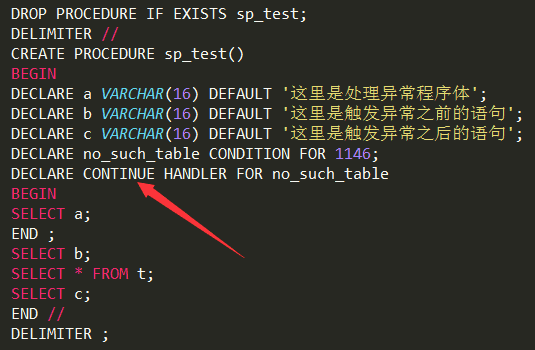 DROP PROCEDURE IF EXISTS sp_test;
DELIMITER //
CREATE PROCEDURE sp_test()
BEGIN
DECLARE a VARCHAR(16) DEFAULT '这里是处理异常程序体';
DECLARE b VARCHAR(16) DEFAULT '这里是触发异常之前的语句';
DECLARE c VARCHAR(16) DEFAULT '这里是触发异常之后的语句';
DECLARE no_such_table CONDITION FOR 1146;
DECLARE CONTINUE HANDLER FOR no_such_table
BEGIN
SELECT a;
END ;
SELECT b;
SELECT * FROM t;
SELECT c;
END //
DELIMITER ;